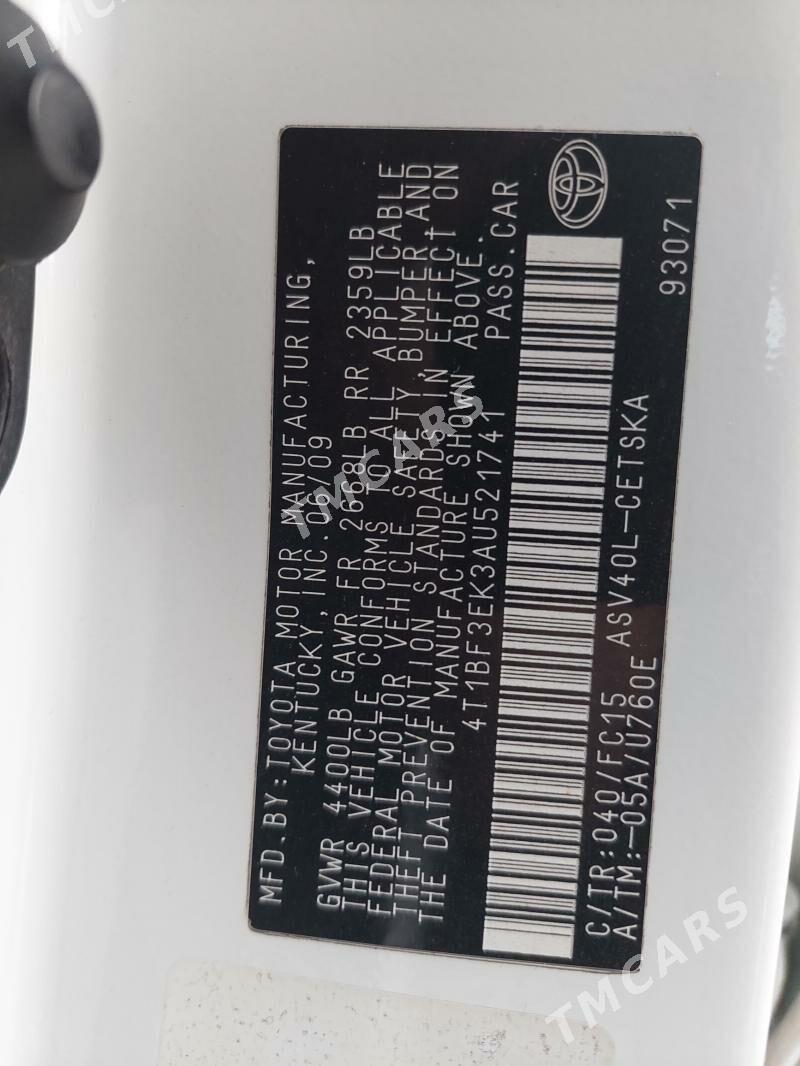 MFD.BY:TOYOTA MOTOR MANUFACTURING,
KENTUCKY,INC.06/09
GVWR 4400LB GAWR FR 2668LB RR 2359LB
THIS VEHICLE CONFORMS TO ALL APPLICABLE
FEDERAL MOTOR VEHICLE SAFETY,BUMPER,AND
THEFT PREVENTION STANDARDS IN EFFECT ON
THE DATE OF MANUFACTURE SHOWN ABOVE.
4T1BF3EK3AU521741 PASS.CAR
C/TR:040/FC15 ASV40L-CETSKA
A/TM:-05A/U760E 93071
TMCARS
TMCARS
TMCARS
TMCARS